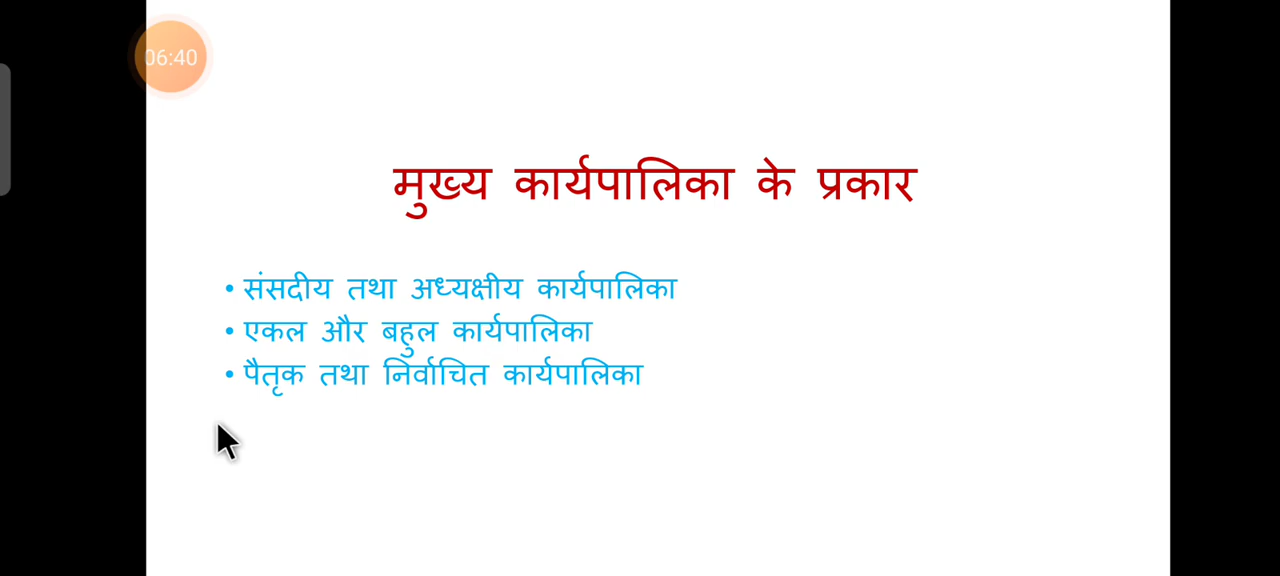 06:40
मुख्य कार्यपालिका के प्रकार
• संसदीय तथा अध्यक्षीय कार्यपालिका
• एकल और बहुल कार्यपालिका
• पैतृक तथा निर्वाचित कार्यपालिका